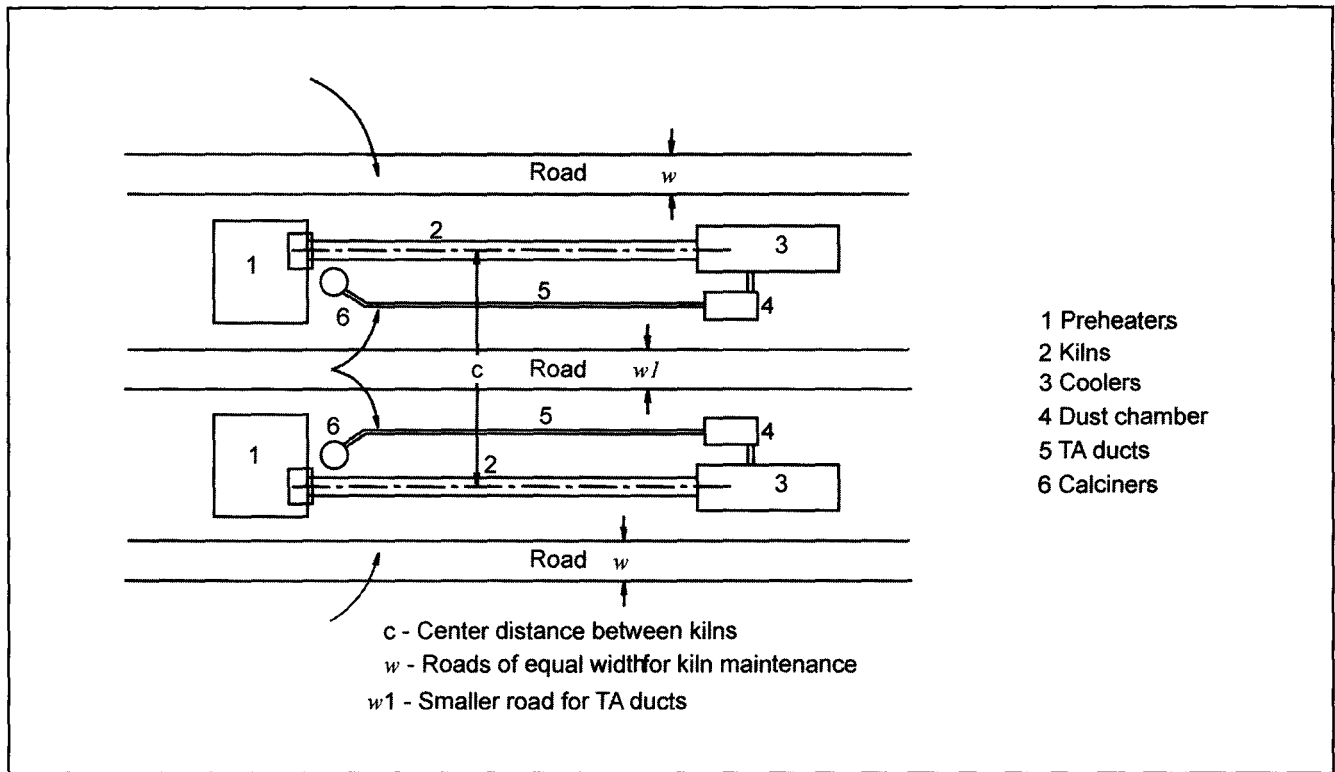 Road w
2
1
3
5
4
6
Road w1
c
6
5
4
1
2
3
Road w
1 Preheaters
2 Kilns
3 Coolers
4 Dust chamber
5 TA ducts
6 Calciners
c - Center distance between kilns
w - Roads of equal width for kiln maintenance
w1 - Smaller road for TA ducts